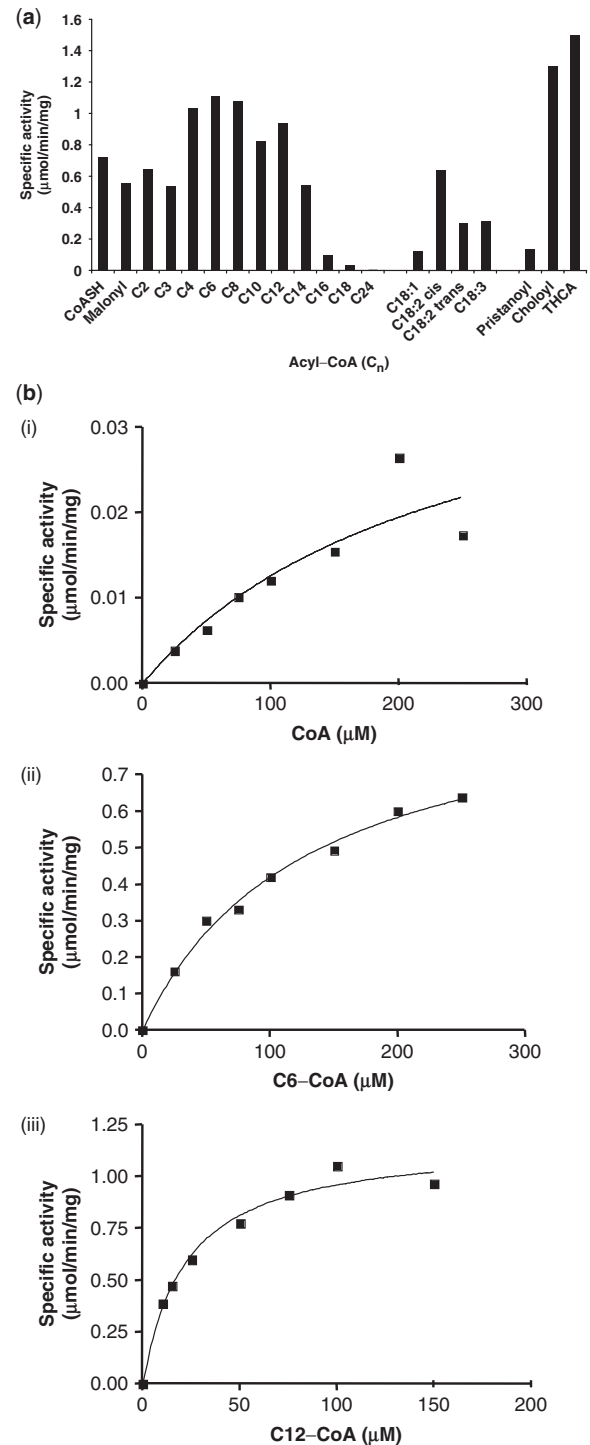 (a)
Specific activity
(μmol/min/mg)
1.6
1.4
1.2
1
0.8
0.6
0.4
0.2
0
CoASH
Malonyl
C2
C3
C4
C6
C8
C10
C12
C14
C16
C18
C24
C18:1
C18:2 cis
C18:2 trans
C18:3
Pristanoyl
Choloyl
THCA
Acyl–CoA (Cn)
(b)
(i)
Specific activity
(μmol/min/mg)
0.03
0.02
0.01
0.00
0 100 200 300
CoA (μM)
(ii)
Specific activity
(μmol/min/mg)
0.7
0.6
0.5
0.4
0.3
0.2
0.1
0.0
0 100 200 300
C6–CoA (μM)
(iii)
Specific activity
(μmol/min/mg)
1.25
1.00
0.75
0.50
0.25
0.00
0 50 100 150 200
C12–CoA (μM)